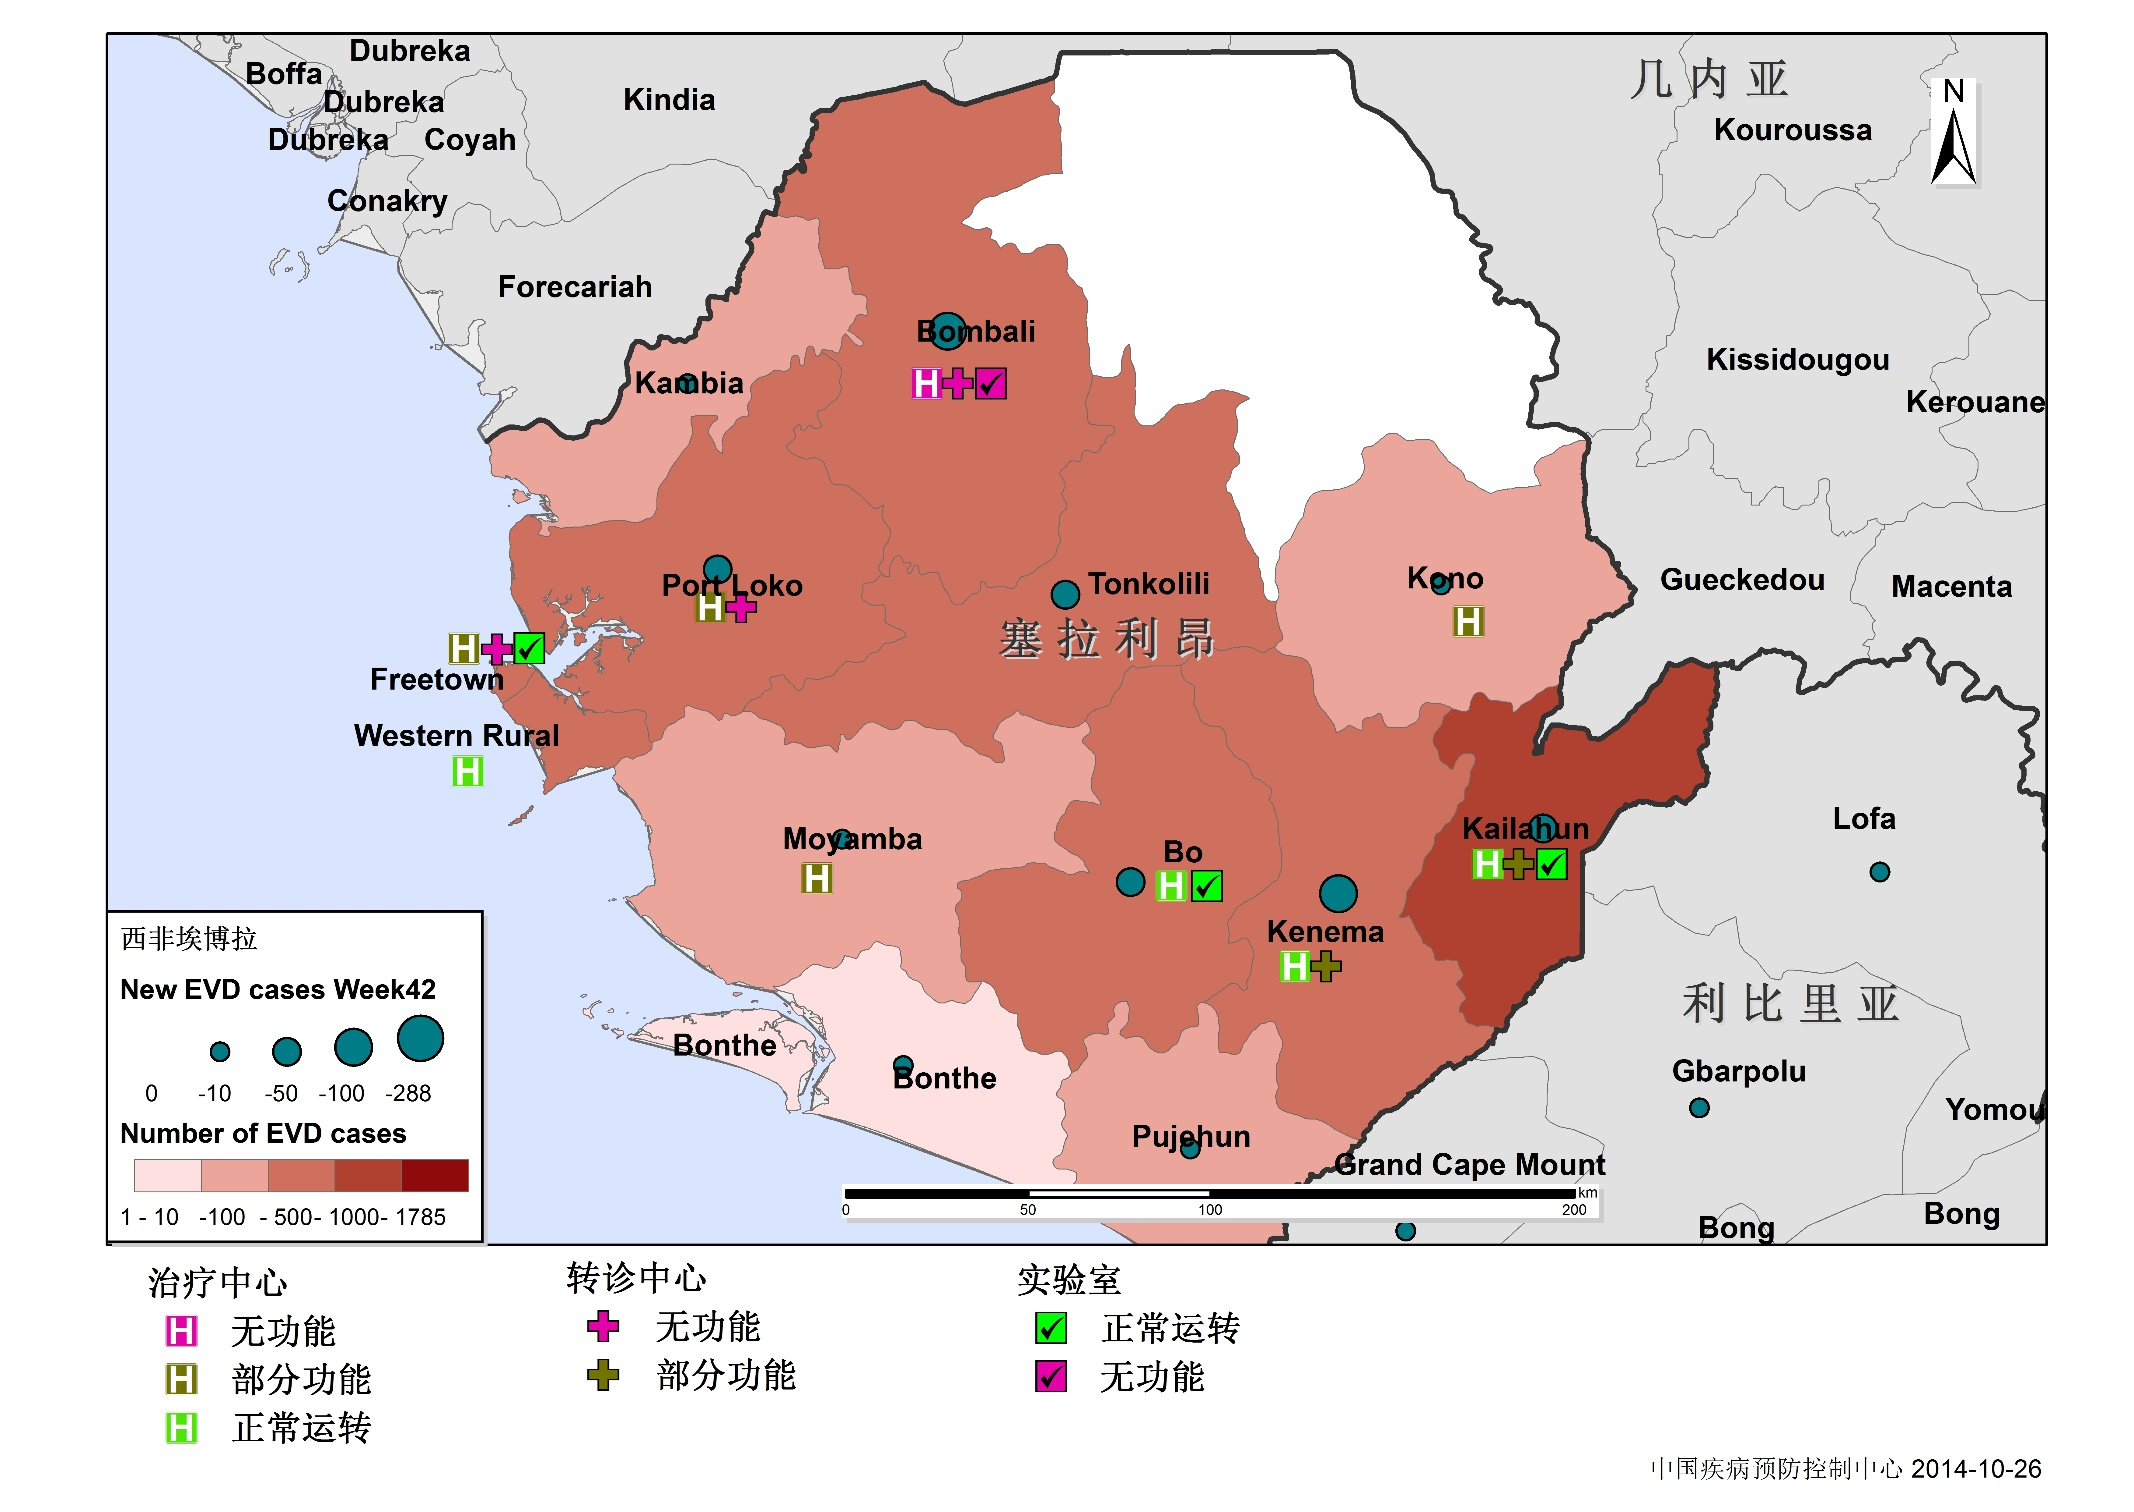 Dubreka
Boffa
Kindia
Dubreka
Dubreka
Coyah
Conakry
Forecariah
几内亚
Kouroussa
N
Bombali
H
Kambia
Kissidougou
Kerouane
Port Loko
H
Tonkolili
塞拉利昂
Kono
H
Gueckedou
Macenta
H
Freetown
Western Rural
H
Moyamba
H
Bo
H
Kenema
H
Kailahun
H
Lofa
利比里亚
Gbarpolu
Yomou
Bonthe
Bonthe
Pujehun
Grand Cape Mount
Bong
Bong
km
0 50 100 200
西非埃博拉
New EVD cases Week42
0 -10 -50 -100 -288
Number of EVD cases
1 - 10 -100 - 500- 1000- 1785
治疗中心
H 无功能
H 部分功能
H 正常运转
转诊中心
无功能
部分功能
实验室
正常运转
无功能
中国疾病预防控制中心 2014-10-26